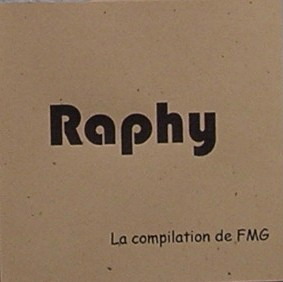 Raphy
La compilation de FMG